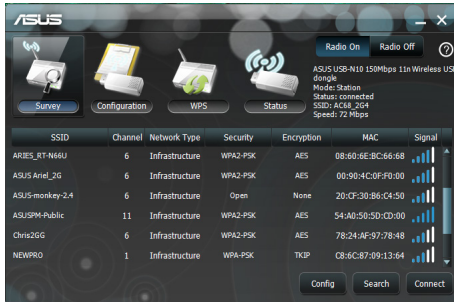 ASUS
Radio On Radio Off
ASUS USB-N10 150Mbps 11n Wireless USB
dongle
Mode: Station
Status: connected
SSID: AC68_2G4
Speed: 72 Mbps
Survey Configuration WPS Status
SSID Channel Network Type Security Encryption MAC Signal
ARIES_RT-N66U 6 Infrastructure WPA2-PSK AES 08:60:6E:BC:66:68
ASUS Ariel_2G 6 Infrastructure WPA2-PSK AES 00:90:4C:0F:F0:00
ASUS-monkey-2.4 6 Infrastructure Open None 20:CF:30:B6:C4:50
ASUSPM-Public 11 Infrastructure WPA2-PSK AES 54:A0:50:5D:CD:00
Chris2GG 6 Infrastructure WPA2-PSK AES 78:24:AF:97:78:48
NEWPRO 1 Infrastructure WPA-PSK TKIP C8:6C:87:09:13:64
Config Search Connect